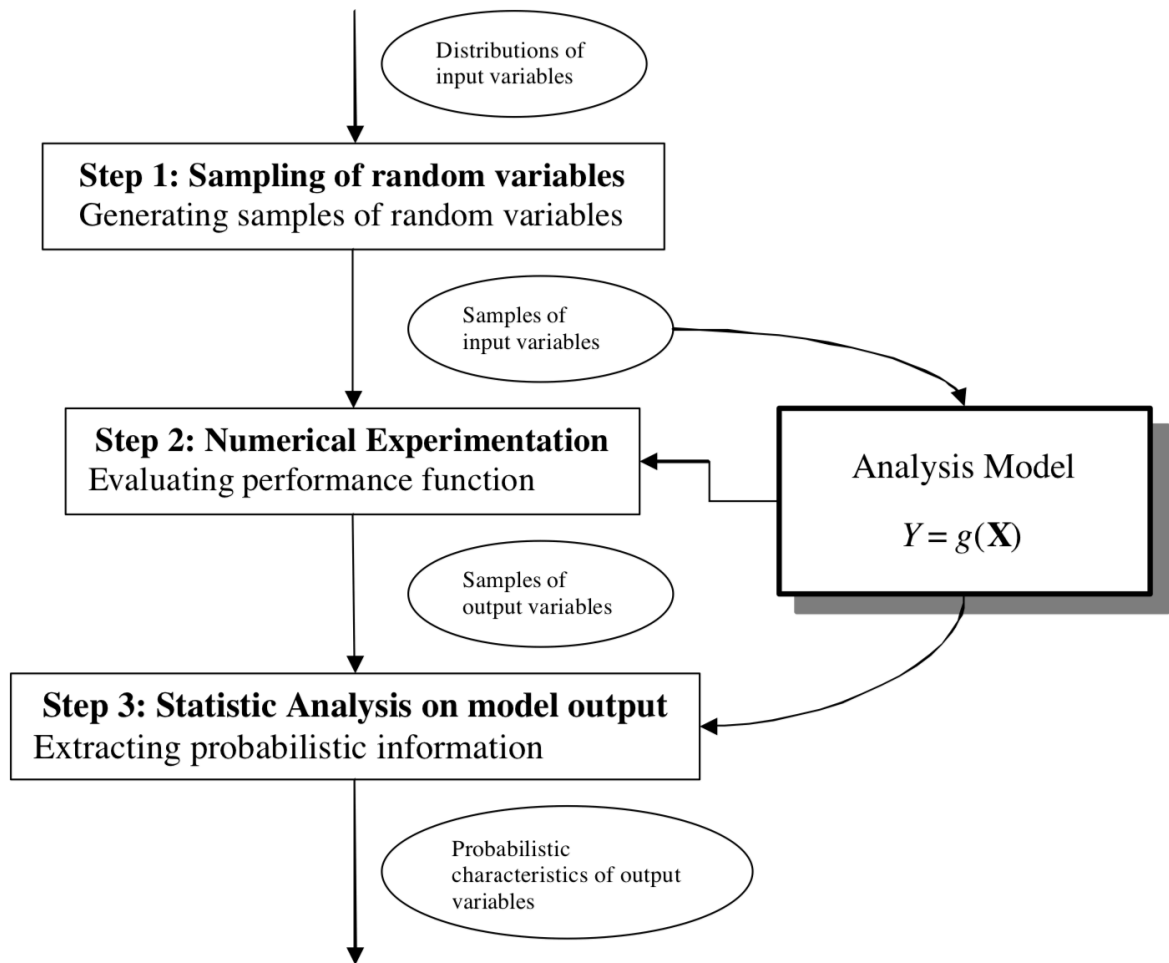 Distributions of
input variables
Step 1: Sampling of random variables
Generating samples of random variables
Samples of
input variables
Step 2: Numerical Experimentation
Evaluating performance function
Analysis Model
Y = g(X)
Samples of
output variables
Step 3: Statistic Analysis on model output
Extracting probabilistic information
Probabilistic
characteristics of output
variables